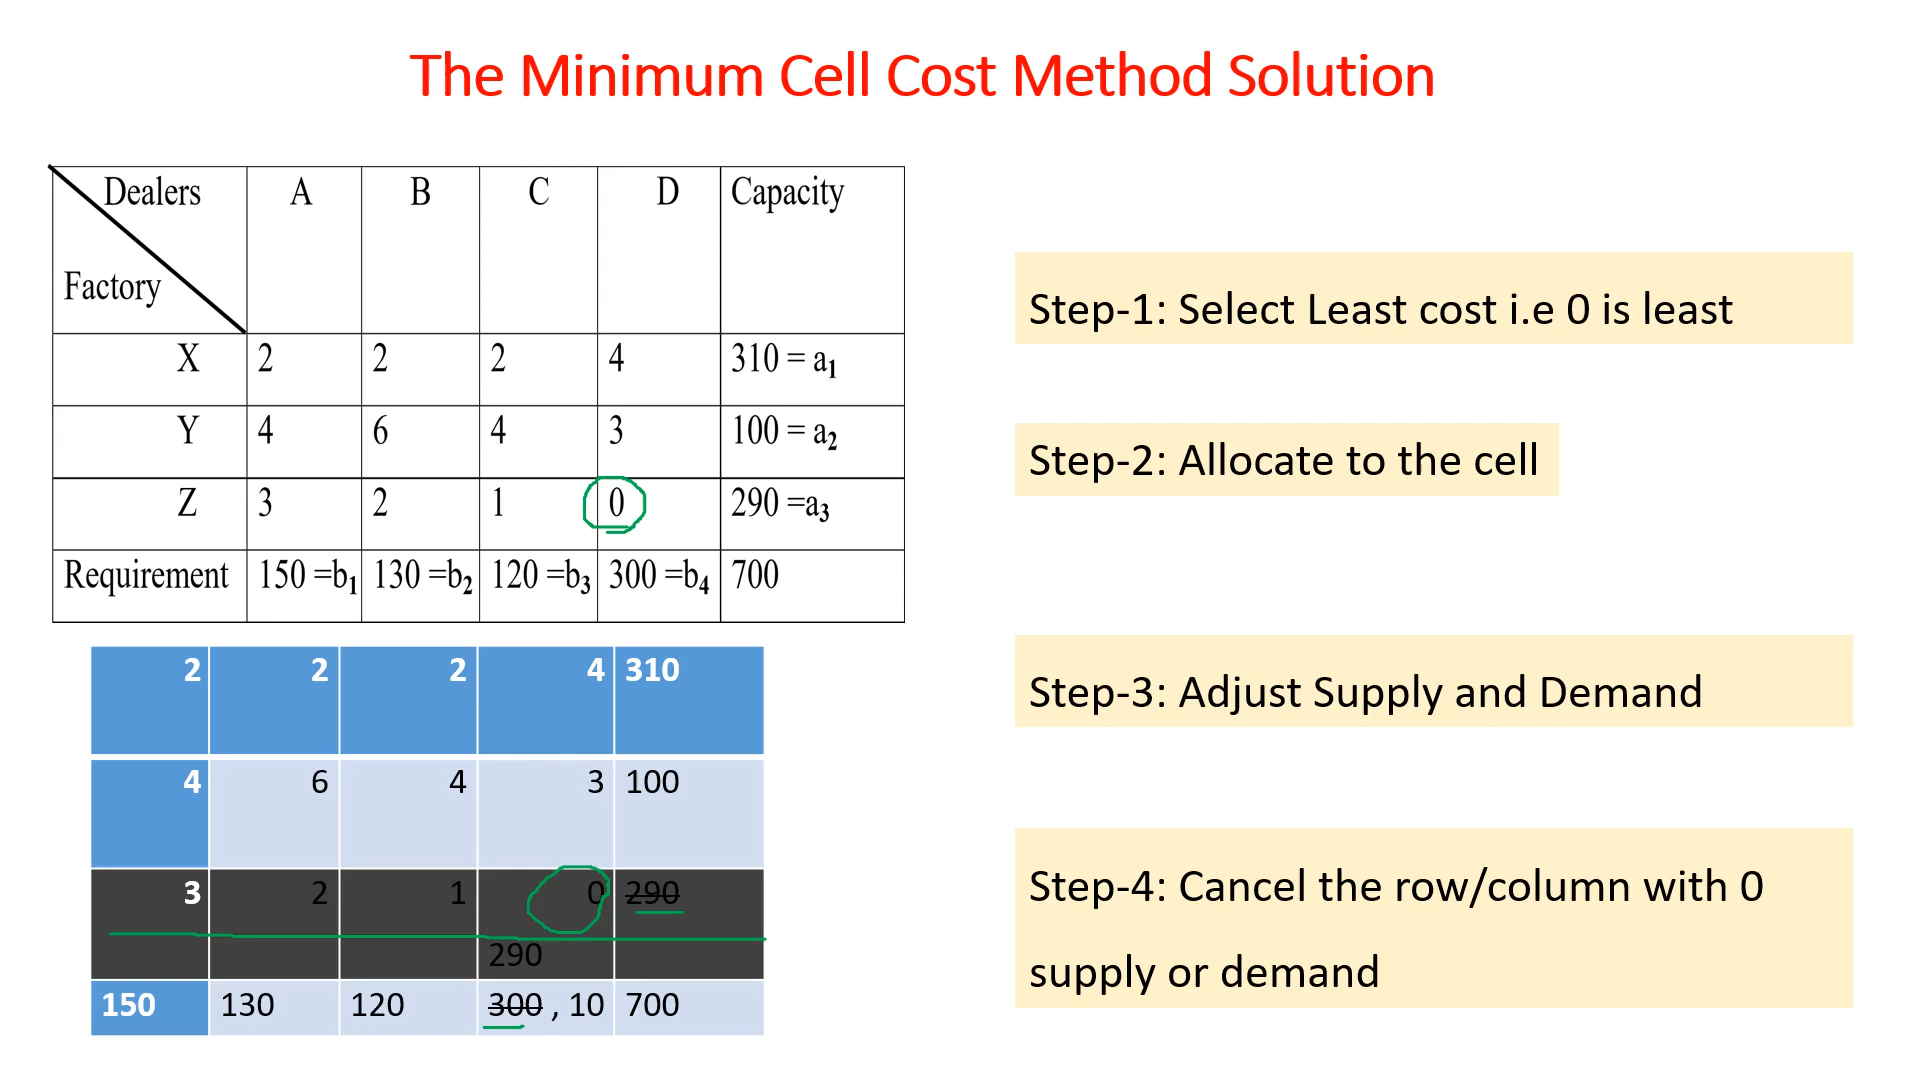 The Minimum Cell Cost Method Solution
Dealers A B C D Capacity
Factory
X 2 2 2 4 310 = a1
Y 4 6 4 3 100 = a2
Z 3 2 1 0 290 =a3
Requirement 150 =b1 130 =b2 120 =b3 300 =b4 700
2 2 2 4 310
4 6 4 3 100
3 2 1 0 290
290
150 130 120 300 , 10 700
Step-1: Select Least cost i.e 0 is least
Step-2: Allocate to the cell
Step-3: Adjust Supply and Demand
Step-4: Cancel the row/column with 0
supply or demand